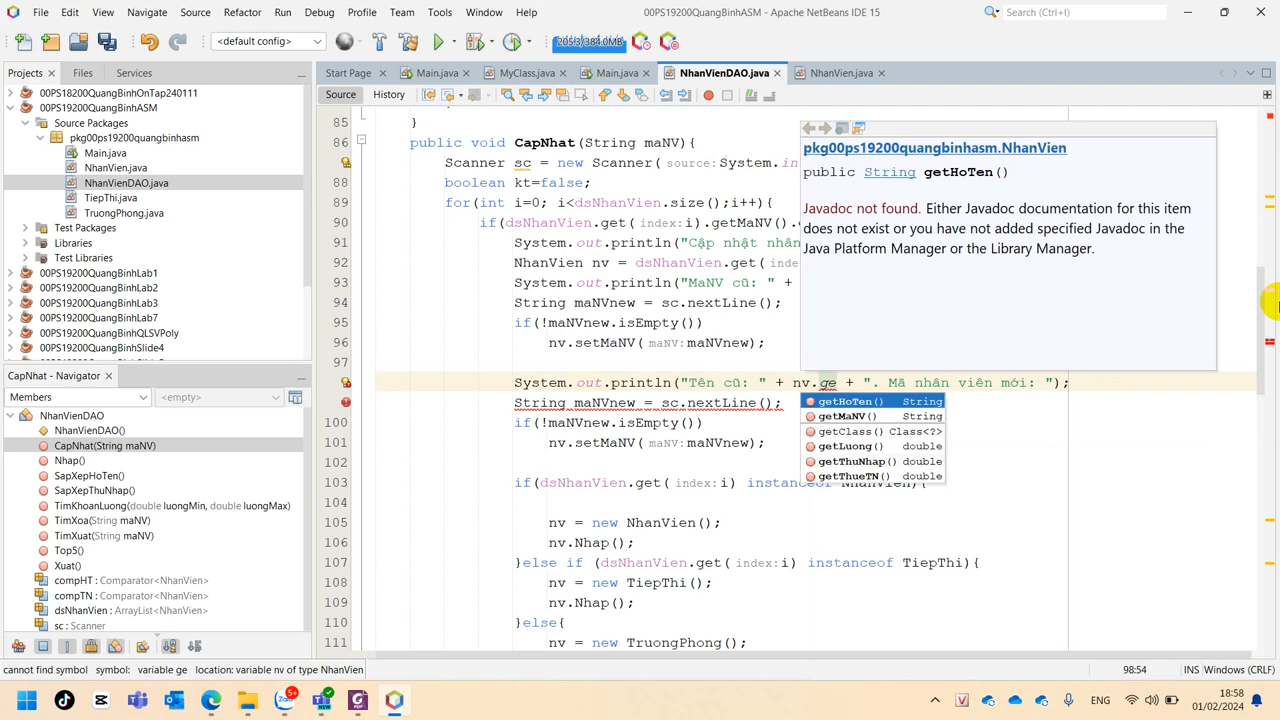 File Edit View Navigate Source Refactor Run Debug Profile Team Tools Window Help
00PS19200QuangBinhASM - Apache NetBeans IDE 15
Search (Ctrl+I)
<default config>
205.3/384.0MB
Projects Files Services
Start Page Main.java MyClass.java Main.java NhanVienDAO.java NhanVien.java
Source History
00PS18200QuangBinhOnTap240111
00PS19200QuangBinhASM
Source Packages
pkg00ps19200quangbinhasm
Main.java
NhanVien.java
NhanVienDAO.java
TiepThi.java
TruongPhong.java
Test Packages
Libraries
Test Libraries
00PS19200QuangBinhLab1
00PS19200QuangBinhLab2
00PS19200QuangBinhLab3
00PS19200QuangBinhLab7
00PS19200QuangBinhQLSVPoly
00PS19200QuangBinhSlide4
CapNhat - Navigator
Members <empty>
NhanVienDAO
NhanVienDAO()
CapNhat(String maNV)
Nhap()
SapXepHoTen()
SapXepThuNhap()
TimKhoanLuong(double luongMin, double luongMax)
TimXoa(String maNV)
TimXuat(String maNV)
Top5()
Xuat()
compHT : Comparator<NhanVien>
compTN : Comparator<NhanVien>
dsNhanVien : ArrayList<NhanVien>
sc : Scanner
85 }
86 public void CapNhat(String maNV){
Scanner sc = new Scanner( source:System.in
88 boolean kt=false;
89 for(int i=0; i<dsNhanVien.size();i++){
90 if(dsNhanVien.get( index:i).getMaNV().
91 System.out.println("Cập nhật nhân
92 NhanVien nv = dsNhanVien.get(
93 System.out.println("MaNV cũ: " +
94 String maNVnew = sc.nextLine();
95 if(!maNVnew.isEmpty())
96 nv.setMaNV( maNV:maNVnew);
97
System.out.println("Tên cũ: " + nv.ge + ". Mã nhân viên mới: ");
String maNVnew = sc.nextLine();
100 if(!maNVnew.isEmpty())
101 nv.setMaNV( maNV:maNVnew);
102
103 if(dsNhanVien.get( index:i) instanceof NhanVien){
105 nv = new NhanVien();
106 nv.Nhap();
107 }else if (dsNhanVien.get( index:i) instanceof TiepThi){
108 nv = new TiepThi();
109 nv.Nhap();
110 }else{
111 nv = new TruongPhong();
pkg00ps19200quangbinhasm.NhanVien
public String getHoTen()
Javadoc not found. Either Javadoc documentation for this item
does not exist or you have not added specified Javadoc in the
Java Platform Manager or the Library Manager.
getHoTen() String
getMaNV() String
getClass() Class<?>
getLuong() double
getThuNhap() double
getThueTN() double
cannot find symbol symbol: variable ge location: variable nv of type NhanVien
98:54 INS Windows (CRLF)
5+
NEW
ENG
18:58
01/02/2024